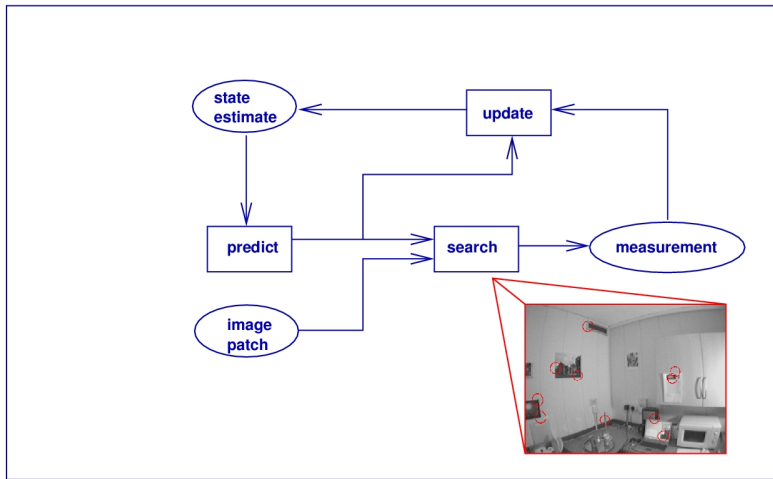 state
estimate
update
predict
search
measurement
image
patch